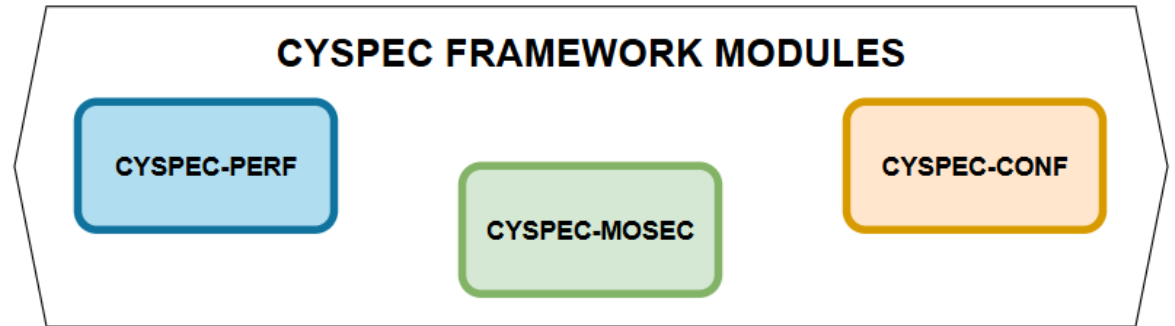 CYSPEC FRAMEWORK MODULES
CYSPEC-PERF
CYSPEC-MOSEC
CYSPEC-CONF